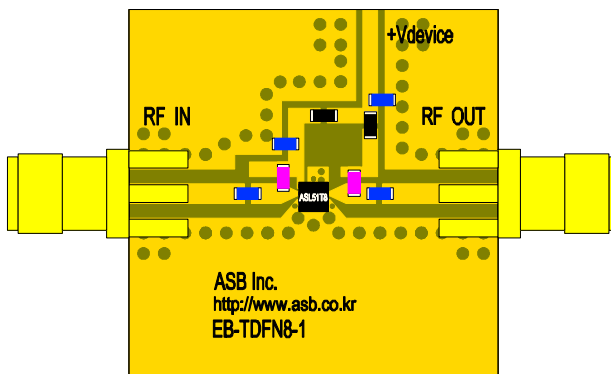 +Vdevice
RF IN
RF OUT
ASL51T8
ASB Inc.
http://www.asb.co.kr
EB-TDFN8-1